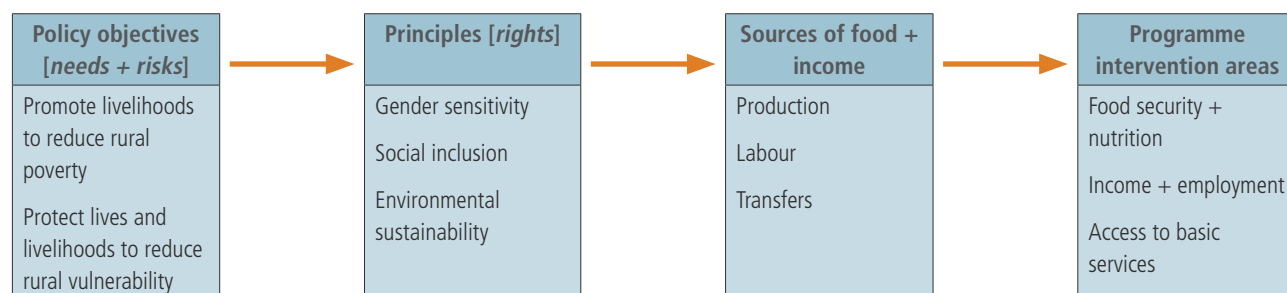 Policy objectives
[needs + risks]
Promote livelihoods
to reduce rural
poverty
Protect lives and
livelihoods to reduce
rural vulnerability
Principles [rights]
Gender sensitivity
Social inclusion
Environmental
sustainability
Sources of food +
income
Production
Labour
Transfers
Programme
intervention areas
Food security +
nutrition
Income + employment
Access to basic
services